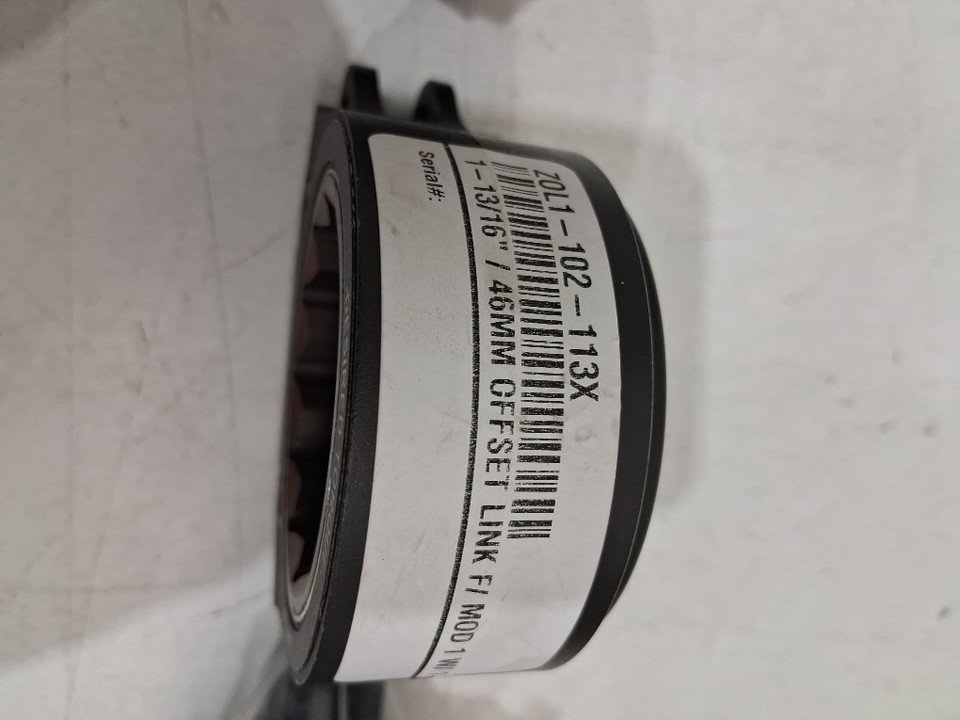 ZOL1-102-113X
1-13/16" / 46MM OFFSET LINK F/ MOD 1
Serial#: